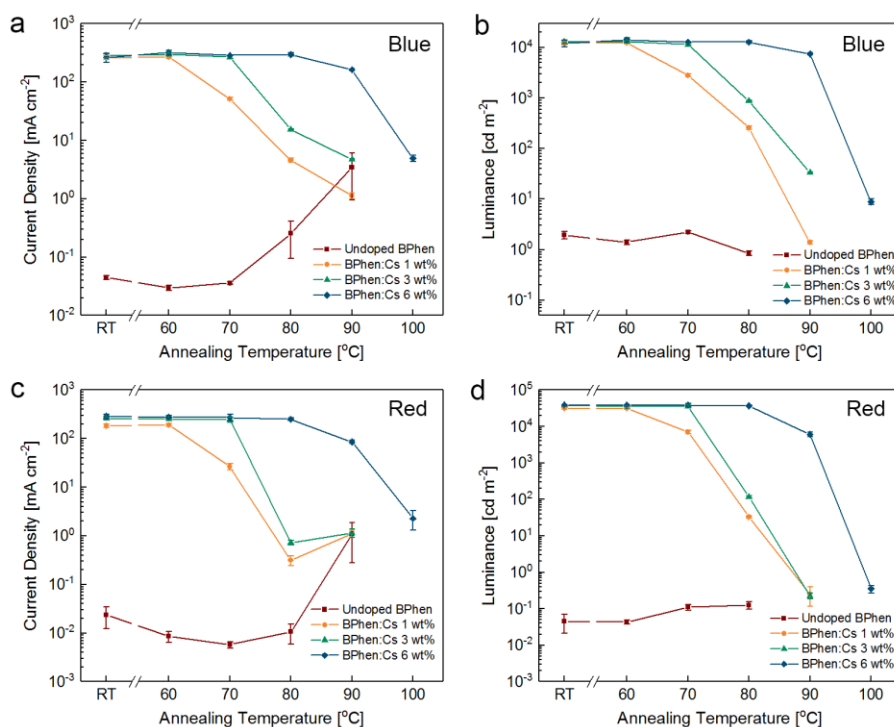 a
Blue
Current Density [mA cm⁻²]
10³
10²
10¹
10⁰
10⁻¹
10⁻²
Undoped BPhen
BPhen:Cs 1 wt%
BPhen:Cs 3 wt%
BPhen:Cs 6 wt%
RT 60 70 80 90 100
Annealing Temperature [°C]
b
Blue
Luminance [cd m⁻²]
10⁴
10³
10²
10¹
10⁰
10⁻¹
Undoped BPhen
BPhen:Cs 1 wt%
BPhen:Cs 3 wt%
BPhen:Cs 6 wt%
RT 60 70 80 90 100
Annealing Temperature [°C]
c
Red
Current Density [mA cm⁻²]
10³
10²
10¹
10⁰
10⁻¹
10⁻²
10⁻³
Undoped BPhen
BPhen:Cs 1 wt%
BPhen:Cs 3 wt%
BPhen:Cs 6 wt%
RT 60 70 80 90 100
Annealing Temperature [°C]
d
Red
Luminance [cd m⁻²]
10⁵
10⁴
10³
10²
10¹
10⁰
10⁻¹
10⁻²
10⁻³
Undoped BPhen
BPhen:Cs 1 wt%
BPhen:Cs 3 wt%
BPhen:Cs 6 wt%
RT 60 70 80 90 100
Annealing Temperature [°C]